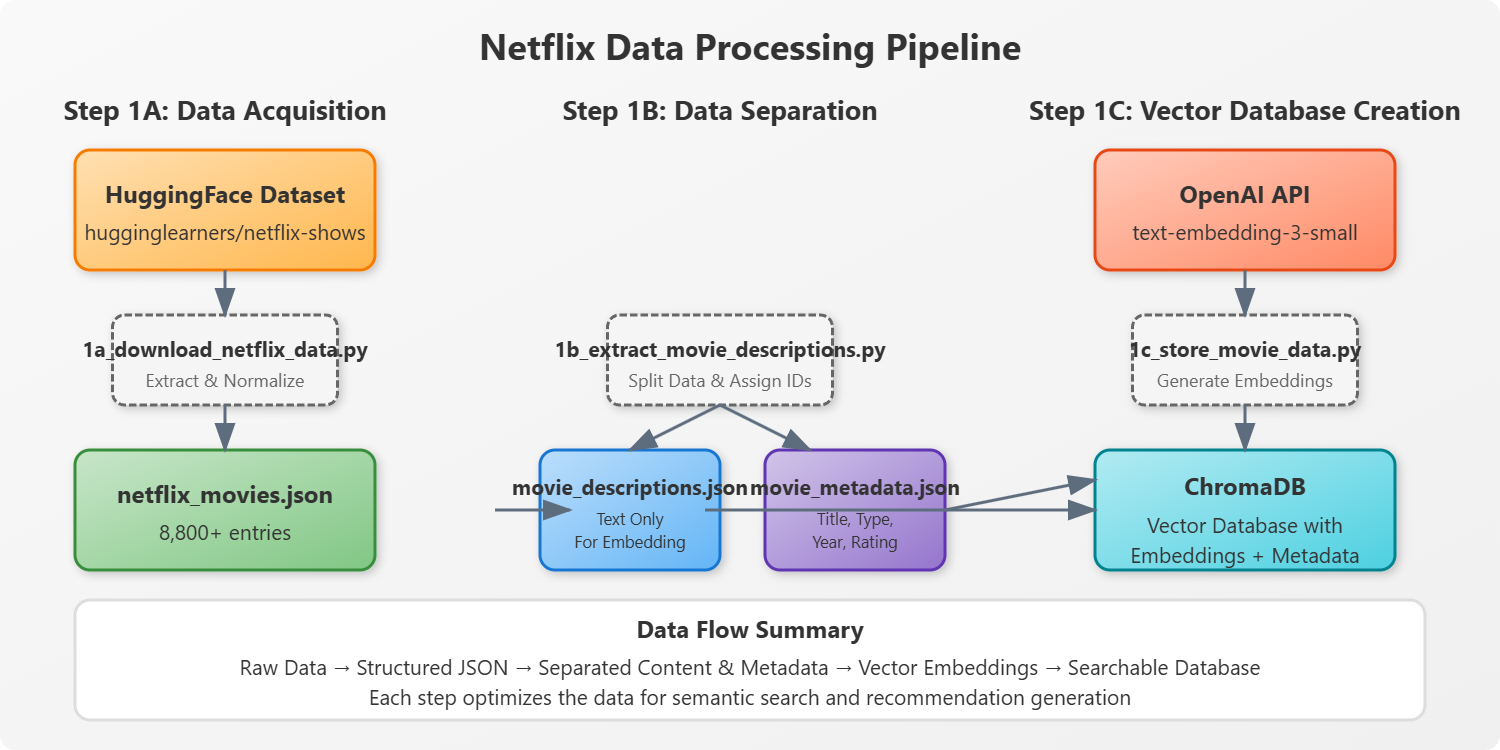 Netflix Data Processing Pipeline
Step 1A: Data Acquisition
HuggingFace Dataset
hugginglearners/netflix-shows
1a_download_netflix_data.py
Extract & Normalize
netflix_movies.json
8,800+ entries
Step 1B: Data Separation
1b_extract_movie_descriptions.py
Split Data & Assign IDs
movie_descriptions.json
Text Only
For Embedding
movie_metadata.json
Title, Type,
Year, Rating
Step 1C: Vector Database Creation
OpenAI API
text-embedding-3-small
1c_store_movie_data.py
Generate Embeddings
ChromaDB
Vector Database with
Embeddings + Metadata
Data Flow Summary
Raw Data → Structured JSON → Separated Content & Metadata → Vector Embeddings → Searchable Database
Each step optimizes the data for semantic search and recommendation generation